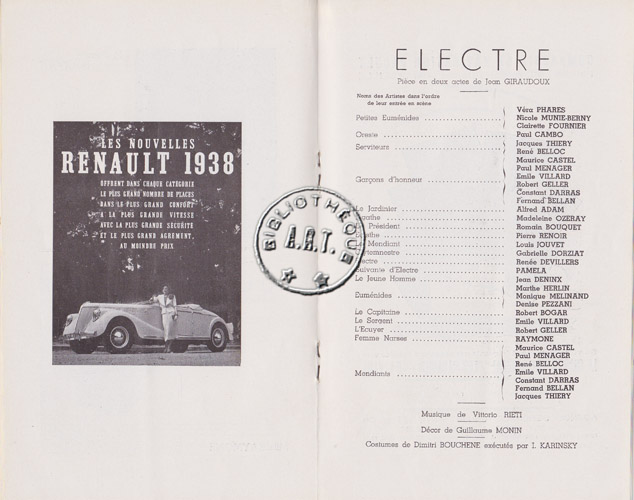 LES NOUVELLES
RENAULT 1938
OFFRENT DANS CHAQUE CATÉGORIE
LE PLUS GRAND NOMBRE DE PLACES
DANS LE PLUS GRAND CONFORT
A LA PLUS GRANDE VITESSE
AVEC LA PLUS GRANDE SÉCURITÉ
ET LE PLUS GRAND AGRÉMENT,
AU MOINDRE PRIX
BIBLIOTHÈQUE
A.R.T.
ELECTRE
Pièce en deux actes de Jean GIRAUDOUX
Noms des Artistes dans l'ordre
de leur entrée en scène
Véra PHARES
Petites Euménides Nicole MUNIE-BERNY
Clairette FOURNIER
Oreste Paul CAMBO
Serviteurs Jacques THIERY
René BELLOC
Maurice CASTEL
Paul MENAGER
Garçons d'honneur Emile VILLARD
Robert GELLER
Constant DARRAS
Fernand BELLAN
Le Jardinier Alfred ADAM
Agathe Madeleine OZERAY
Président Romain BOUQUET
Pierre RENOIR
Mendiant Louis JOUVET
Gabrielle DORZIAT
Renée DEVILLERS
Suivante d'Electre PAMELA
Le Jeune Homme Jean DENINX
Marthe HERLIN
Euménides Monique MELINAND
Denise PEZZANI
Le Capitaine Robert BOGAR
Le Sergent Emile VILLARD
L'Ecuyer Robert GELLER
Femme Narses RAYMONE
Maurice CASTEL
Paul MENAGER
René BELLOC
Mendiants Emile VILLARD
Constant DARRAS
Fernand BELLAN
Jacques THIERY
Musique de Vittorio RIETI
Décor de Guillaume MONIN
Costumes de Dimitri BOUCHENE exécutés par I. KARINSKY